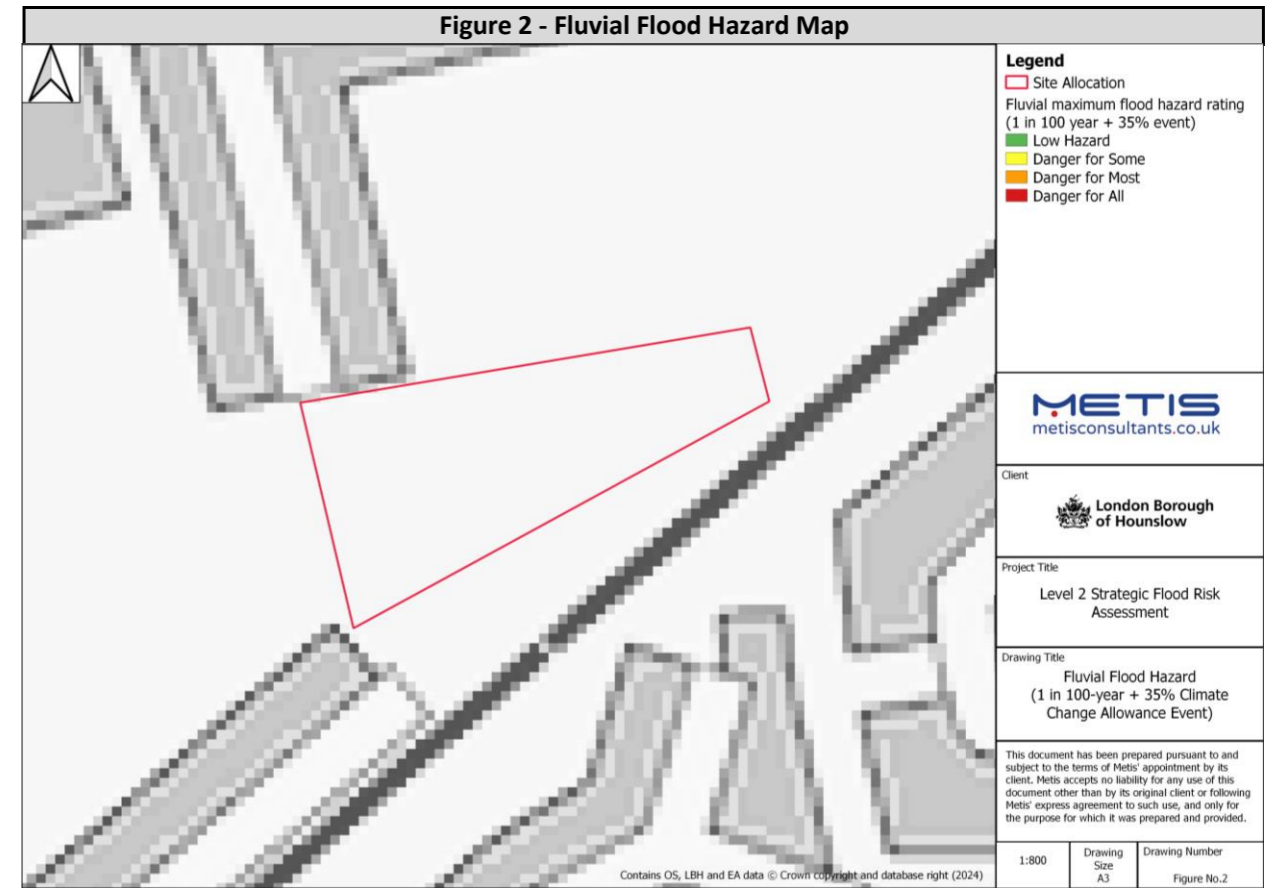 Figure 2 - Fluvial Flood Hazard Map
Legend
Site Allocation
Fluvial maximum flood hazard rating
(1 in 100 year + 35% event)
Low Hazard
Danger for Some
Danger for Most
Danger for All
METIS
metisconsultants.co.uk
Client
London Borough
of Hounslow
Project Title
Level 2 Strategic Flood Risk
Assessment
Drawing Title
Fluvial Flood Hazard
(1 in 100-year + 35% Climate
Change Allowance Event)
This document has been prepared pursuant to and
subject to the terms of Metis' appointment by its
client. Metis accepts no liability for any use of this
document other than by its original client or following
Metis' express agreement to such use, and only for
the purpose for which it was prepared and provided.
1:800
Drawing
Size
A3
Drawing Number
Figure No.2
Contains OS, LBH and EA data © Crown copyright and database right (2024)